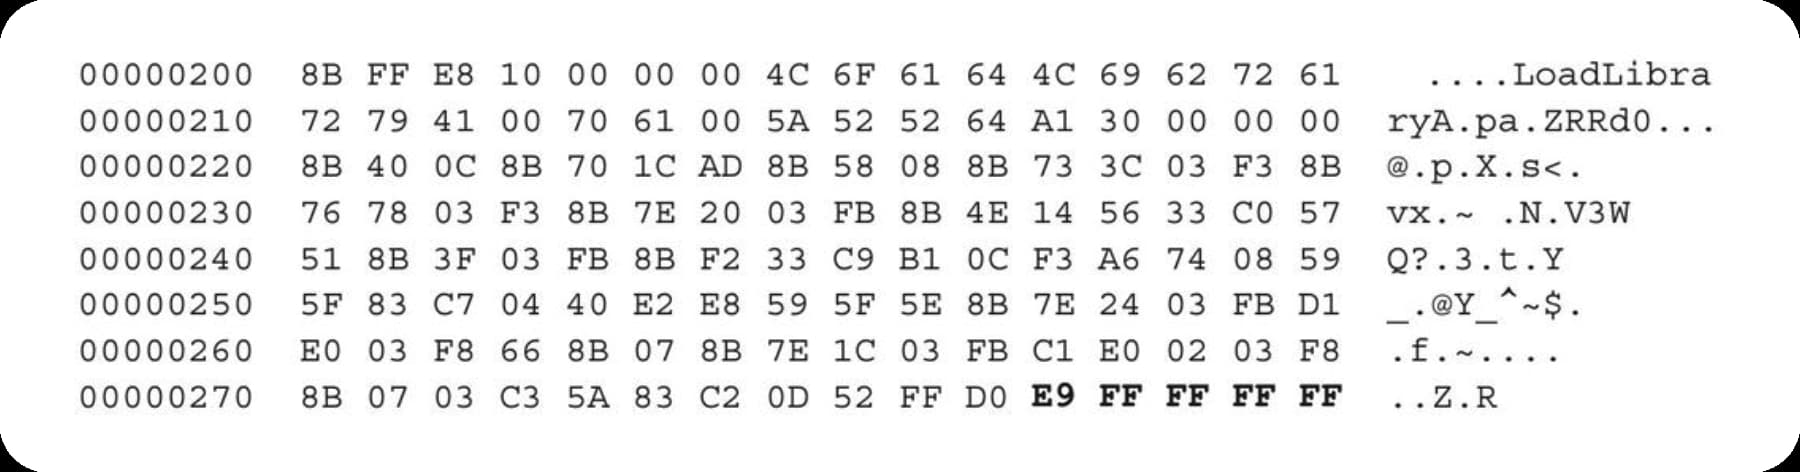 00000200 8B FF E8 10 00 00 00 4C 6F 61 64 4C 69 62 72 61 ....LoadLibra
00000210 72 79 41 00 70 61 00 5A 52 52 64 A1 30 00 00 00 ryA.pa.ZRRd0...
00000220 8B 40 0C 8B 70 1C AD 8B 58 08 8B 73 3C 03 F3 8B @.p.X.s<.
00000230 76 78 03 F3 8B 7E 20 03 FB 8B 4E 14 56 33 C0 57 vx.~ .N.V3W
00000240 51 8B 3F 03 FB 8B F2 33 C9 B1 0C F3 A6 74 08 59 Q?.3.t.Y
00000250 5F 83 C7 04 40 E2 E8 59 5F 5E 8B 7E 24 03 FB D1 _.@Y_^~$.
00000260 E0 03 F8 66 8B 07 8B 7E 1C 03 FB C1 E0 02 03 F8 .f.~....
00000270 8B 07 03 C3 5A 83 C2 0D 52 FF D0 E9 FF FF FF FF ..Z.R